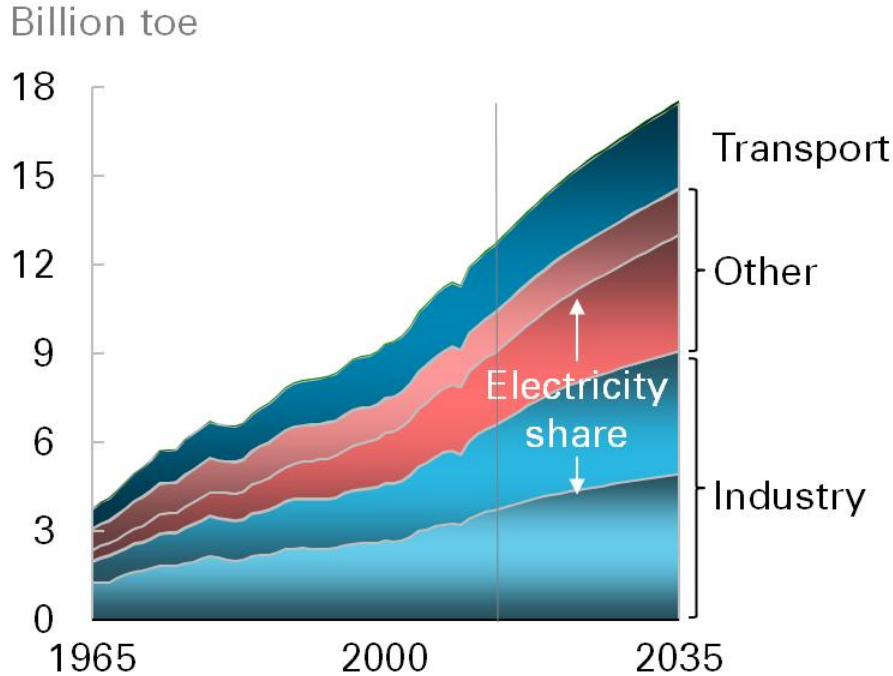 Billion toe
18
15
12
9
6
3
0
1965
2000
2035
Transport
Other
Industry
Electricity
share